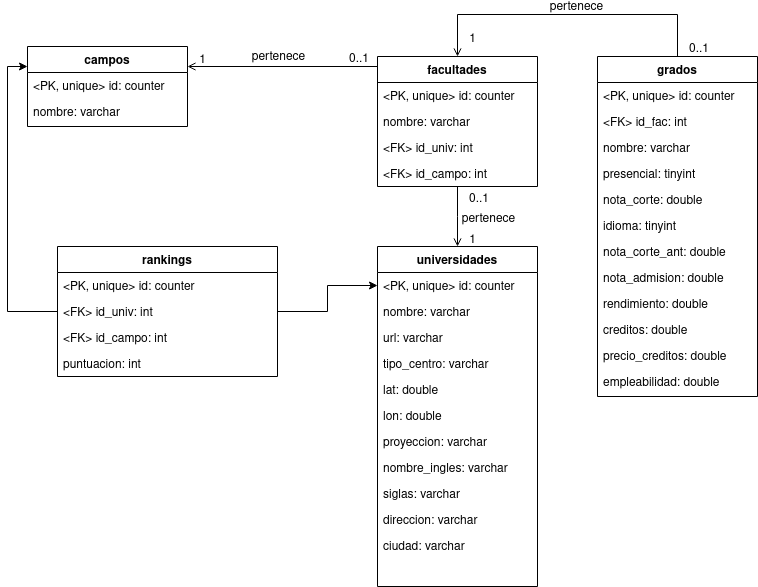 pertenece
1
0..1
campos
<PK, unique> id: counter
nombre: varchar
1
pertenece
0..1
facultades
<PK, unique> id: counter
nombre: varchar
<FK> id_univ: int
<FK> id_campo: int
grados
<PK, unique> id: counter
<FK> id_fac: int
nombre: varchar
presencial: tinyint
nota_corte: double
idioma: tinyint
nota_corte_ant: double
nota_admision: double
rendimiento: double
creditos: double
precio_creditos: double
empleabilidad: double
0..1
pertenece
1
rankings
<PK, unique> id: counter
<FK> id_univ: int
<FK> id_campo: int
puntuacion: int
universidades
<PK, unique> id: counter
nombre: varchar
url: varchar
tipo_centro: varchar
lat: double
lon: double
proyeccion: varchar
nombre_ingles: varchar
siglas: varchar
direccion: varchar
ciudad: varchar